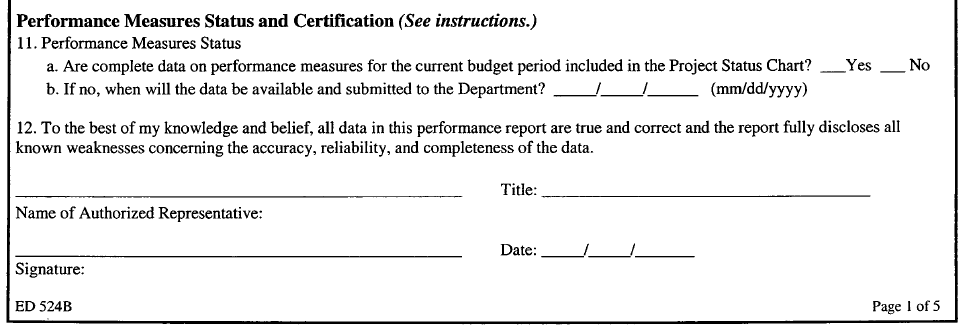 Performance Measures Status and Certification (See instructions.)
11. Performance Measures Status
a. Are complete data on performance measures for the current budget period included in the Project Status Chart? ___Yes ___ No
b. If no, when will the data be available and submitted to the Department? _____/_____/______ (mm/dd/yyyy)
12. To the best of my knowledge and belief, all data in this performance report are true and correct and the report fully discloses all
known weaknesses concerning the accuracy, reliability, and completeness of the data.
Title:
Name of Authorized Representative:
Date: _____/_____/_______
Signature:
ED 524B Page 1 of 5